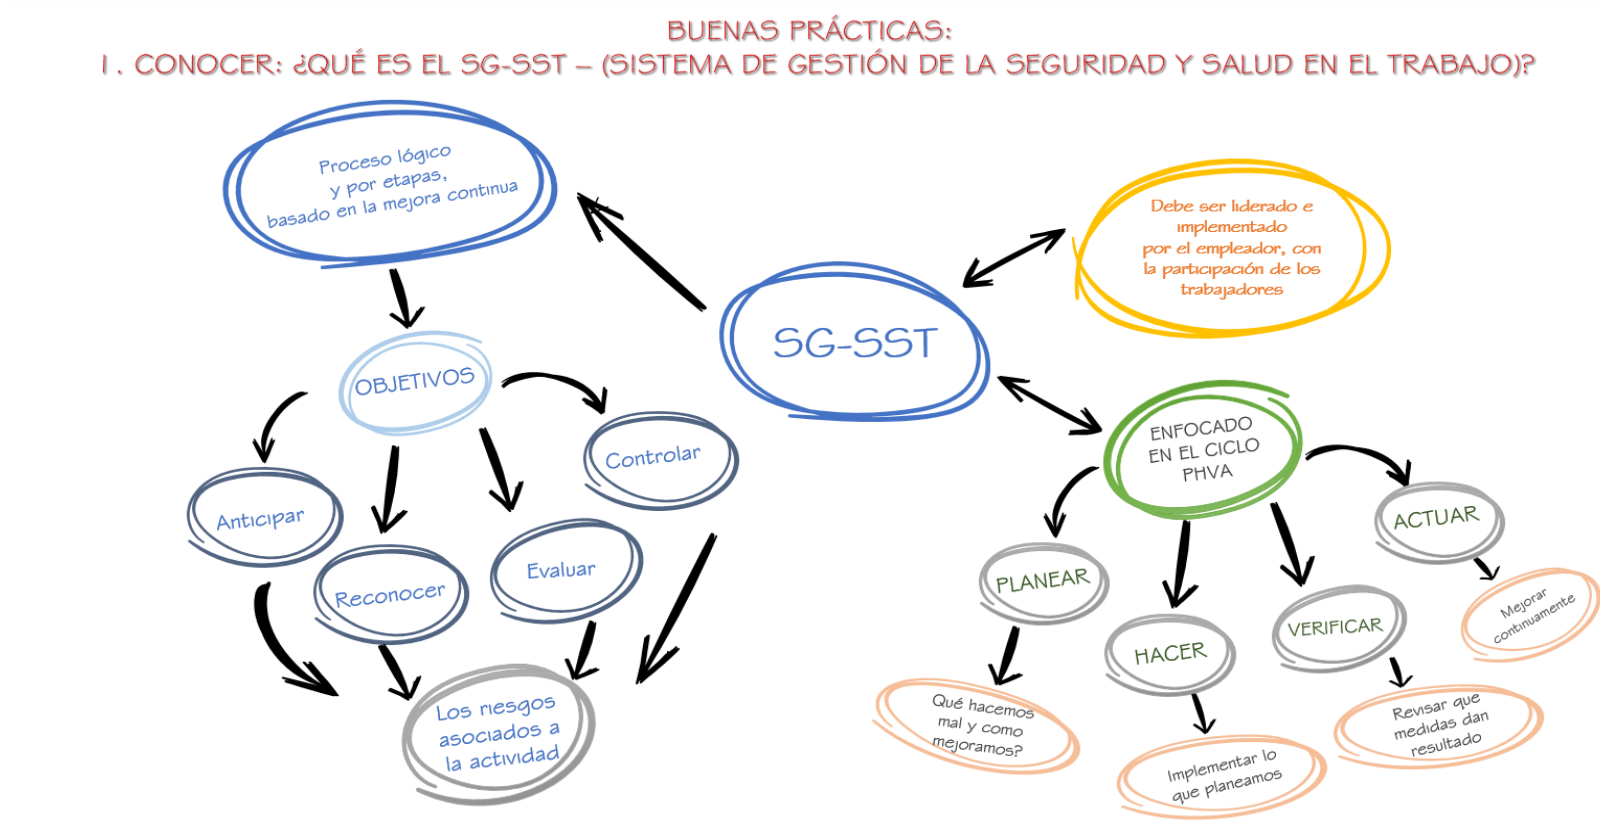 BUENAS PRÁCTICAS:
1. CONOCER: ¿QUÉ ES EL SG-SST – (SISTEMA DE GESTIÓN DE LA SEGURIDAD Y SALUD EN EL TRABAJO)?
Proceso lógico
y por etapas,
basado en la mejora continua
Debe ser liderado e
implementado
por el empleador, con
la participación de los
trabajadores
SG-SST
OBJETIVOS
Anticipar
Reconocer
Evaluar
Controlar
Los riesgos
asociados a
la actividad
ENFOCADO
EN EL CICLO
PHVA
PLANEAR
HACER
VERIFICAR
ACTUAR
Qué hacemos
mal y como
mejoramos?
Implementar lo
que planeamos
Revisar que
medidas dan
resultado
Mejorar
continuamente